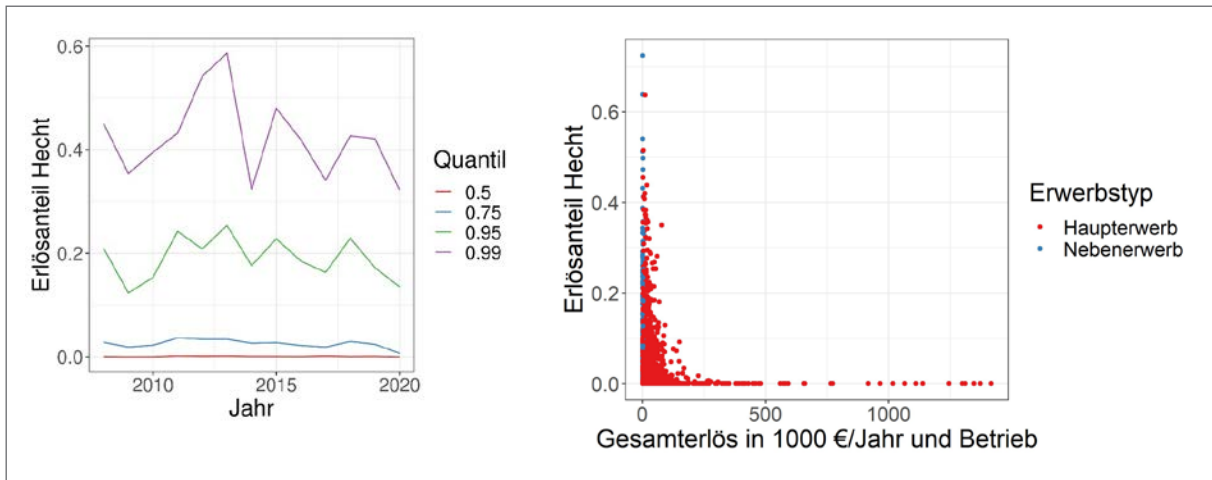 0.6
0.4
0.2
0.0
Erlösanteil Hecht
2010
2015
2020
Jahr
Quantil
0.5
0.75
0.95
0.99
0.6
0.4
0.2
0.0
Erlösanteil Hecht
0
500
1000
Gesamterlös in 1000 €/Jahr und Betrieb
Erwerbstyp
Haupterwerb
Nebenerwerb